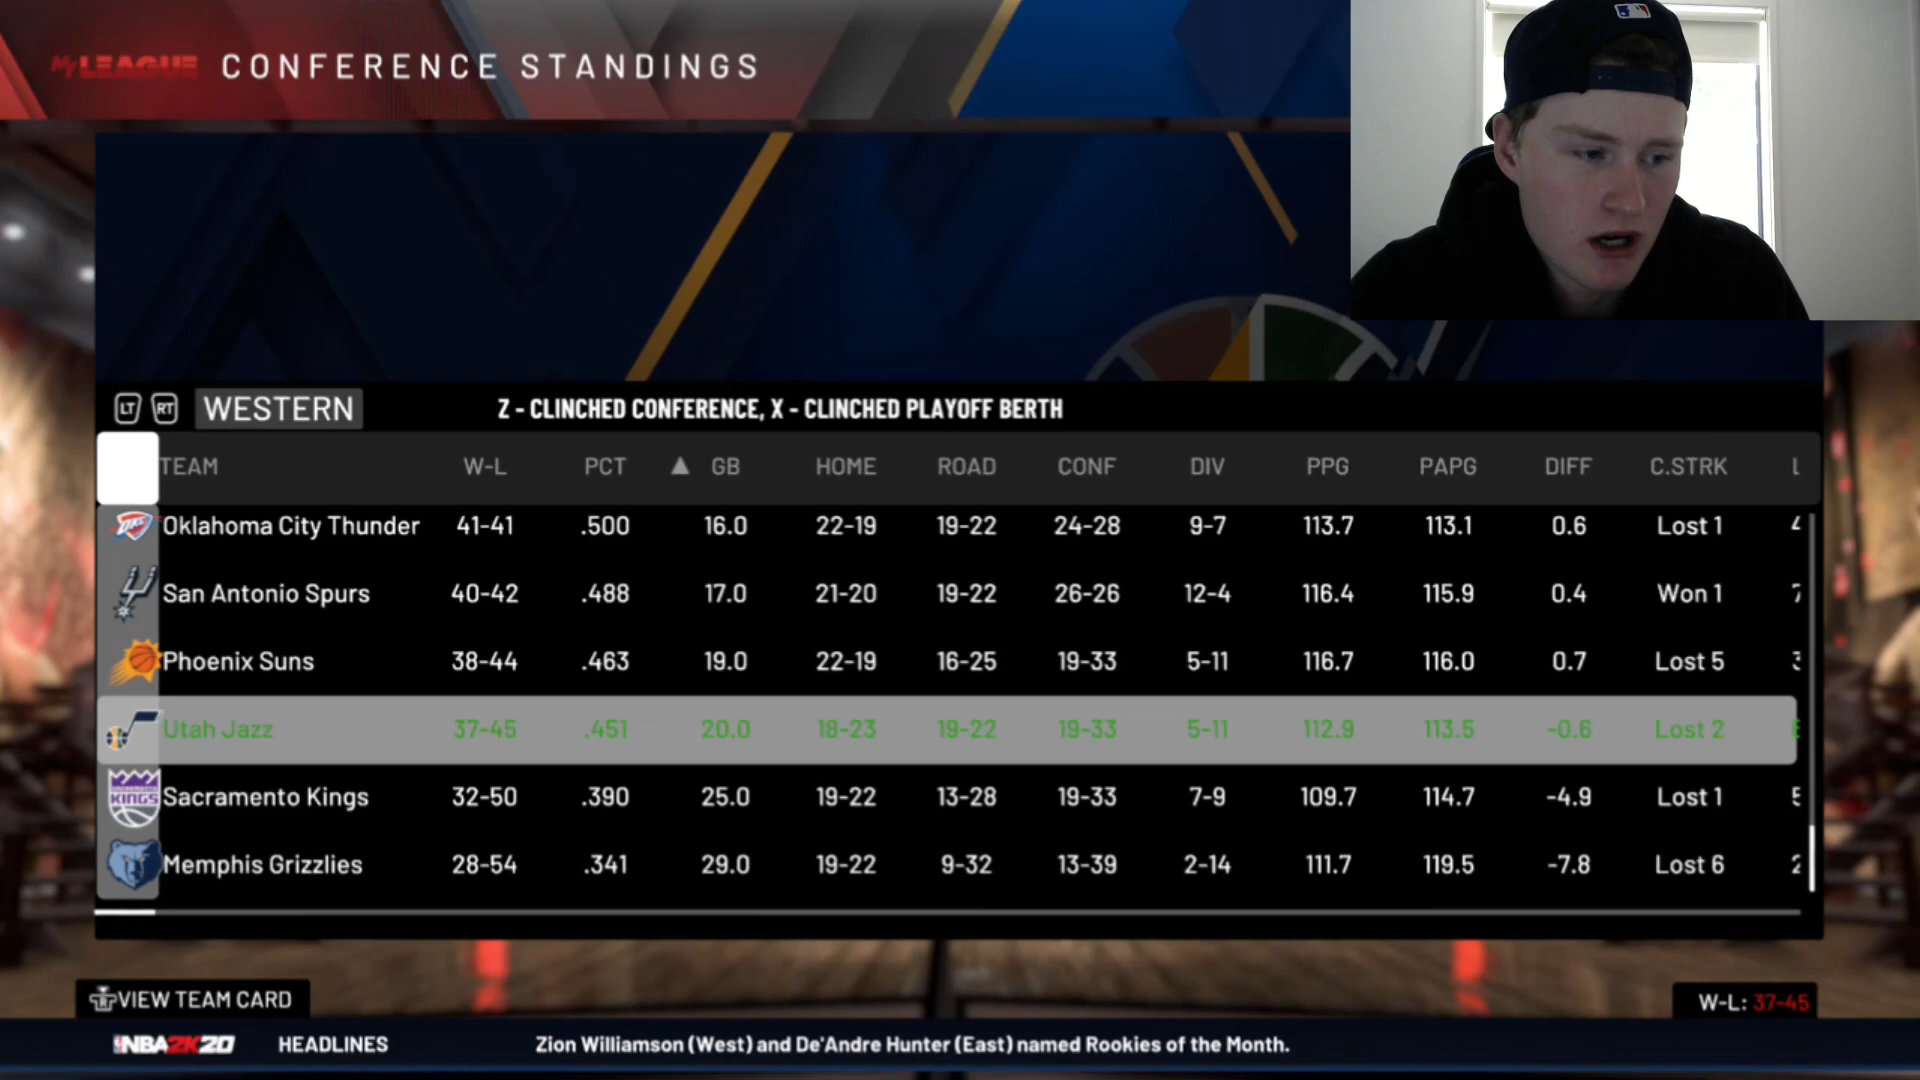 MyLEAGUE CONFERENCE STANDINGS
LT RT WESTERN Z - CLINCHED CONFERENCE, X - CLINCHED PLAYOFF BERTH
TEAM W-L PCT ▲ GB HOME ROAD CONF DIV PPG PAPG DIFF C.STRK
OKC Oklahoma City Thunder 41-41 .500 16.0 22-19 19-22 24-28 9-7 113.7 113.1 0.6 Lost 1
San Antonio Spurs 40-42 .488 17.0 21-20 19-22 26-26 12-4 116.4 115.9 0.4 Won 1
Phoenix Suns 38-44 .463 19.0 22-19 16-25 19-33 5-11 116.7 116.0 0.7 Lost 5
Utah Jazz 37-45 .451 20.0 18-23 19-22 19-33 5-11 112.9 113.5 -0.6 Lost 2
KINGS Sacramento Kings 32-50 .390 25.0 19-22 13-28 19-33 7-9 109.7 114.7 -4.9 Lost 1
Memphis Grizzlies 28-54 .341 29.0 19-22 9-32 13-39 2-14 111.7 119.5 -7.8 Lost 6
R VIEW TEAM CARD
W-L: 37-45
NBA2K20 HEADLINES Zion Williamson (West) and De'Andre Hunter (East) named Rookies of the Month.